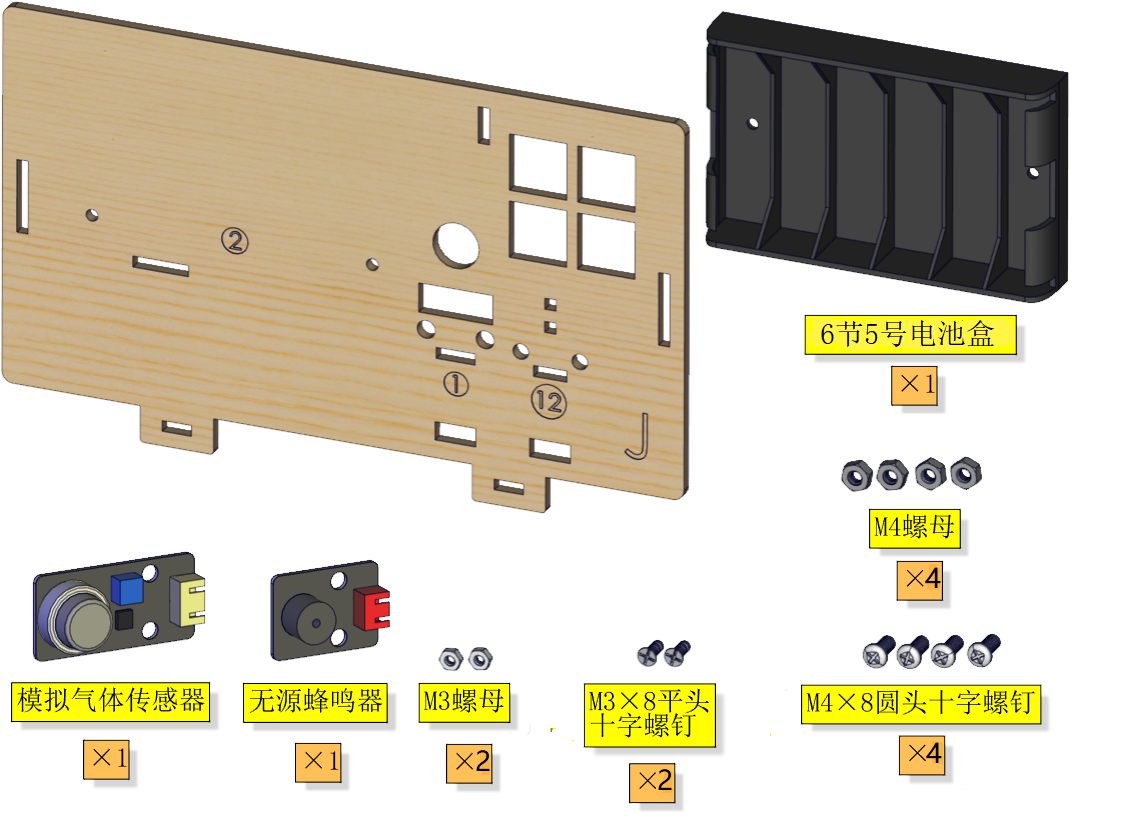 ②
①
⑫
J
6节5号电池盒
×1
M4螺母
×4
模拟气体传感器
×1
无源蜂鸣器
×1
M3螺母
×2
M3×8平头
十字螺钉
×2
M4×8圆头十字螺钉
×4